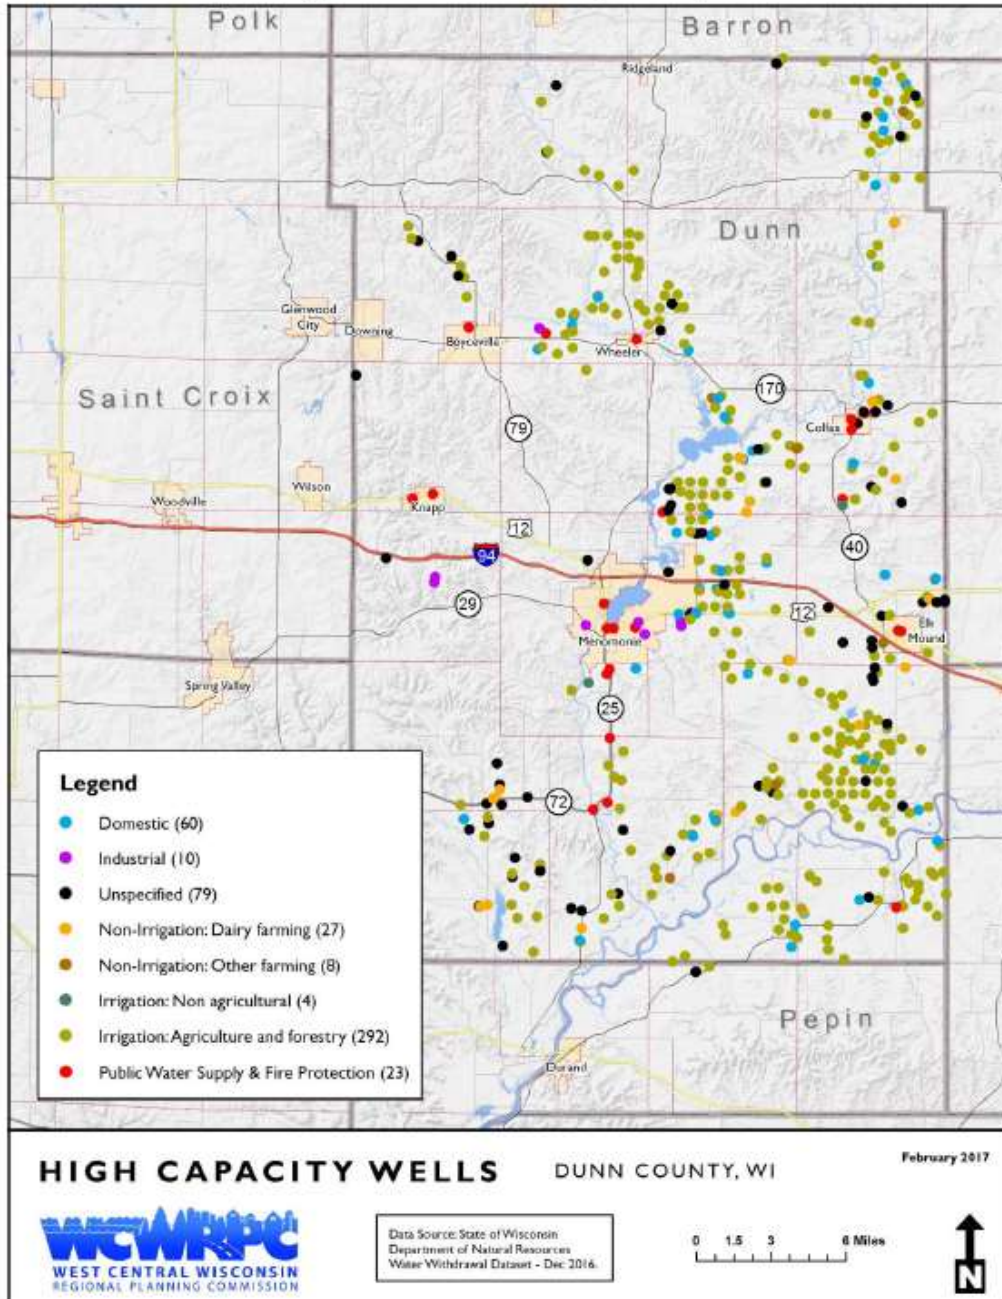 Polk
Barron
Ridgeland
Dunn
Glenwood
City
Downing
Boyceville
Wheeler
Saint Croix
170
79
Colfax
Wilson
Woodville
Knapp
12
94
40
29
12
Elk
Mound
Menomonie
Spring Valley
25
72
Legend
Domestic (60)
Industrial (10)
Unspecified (79)
Non-Irrigation: Dairy farming (27)
Non-Irrigation: Other farming (8)
Irrigation: Non agricultural (4)
Irrigation: Agriculture and forestry (292)
Public Water Supply & Fire Protection (23)
Pepin
Durand
HIGH CAPACITY WELLS
DUNN COUNTY, WI
February 2017
WCWRPC
WEST CENTRAL WISCONSIN
REGIONAL PLANNING COMMISSION
Data Source: State of Wisconsin
Department of Natural Resources
Water Withdrawal Dataset - Dec 2016.
0 1.5 3 6 Miles
N